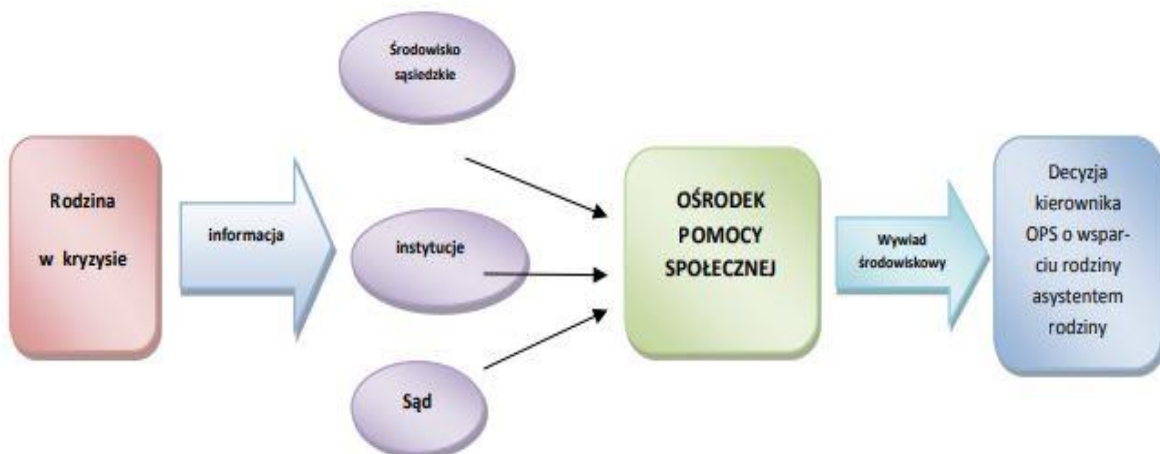 Rodzina
w kryzysie
informacja
Środowisko
sąsiedzkie
instytucje
Sąd
OŚRODEK
POMOCY
SPOŁECZNEJ
Wywiad
środowiskowy
Decyzja
kierownika
OPS o wspar-
ciu rodziny
asystentem
rodziny